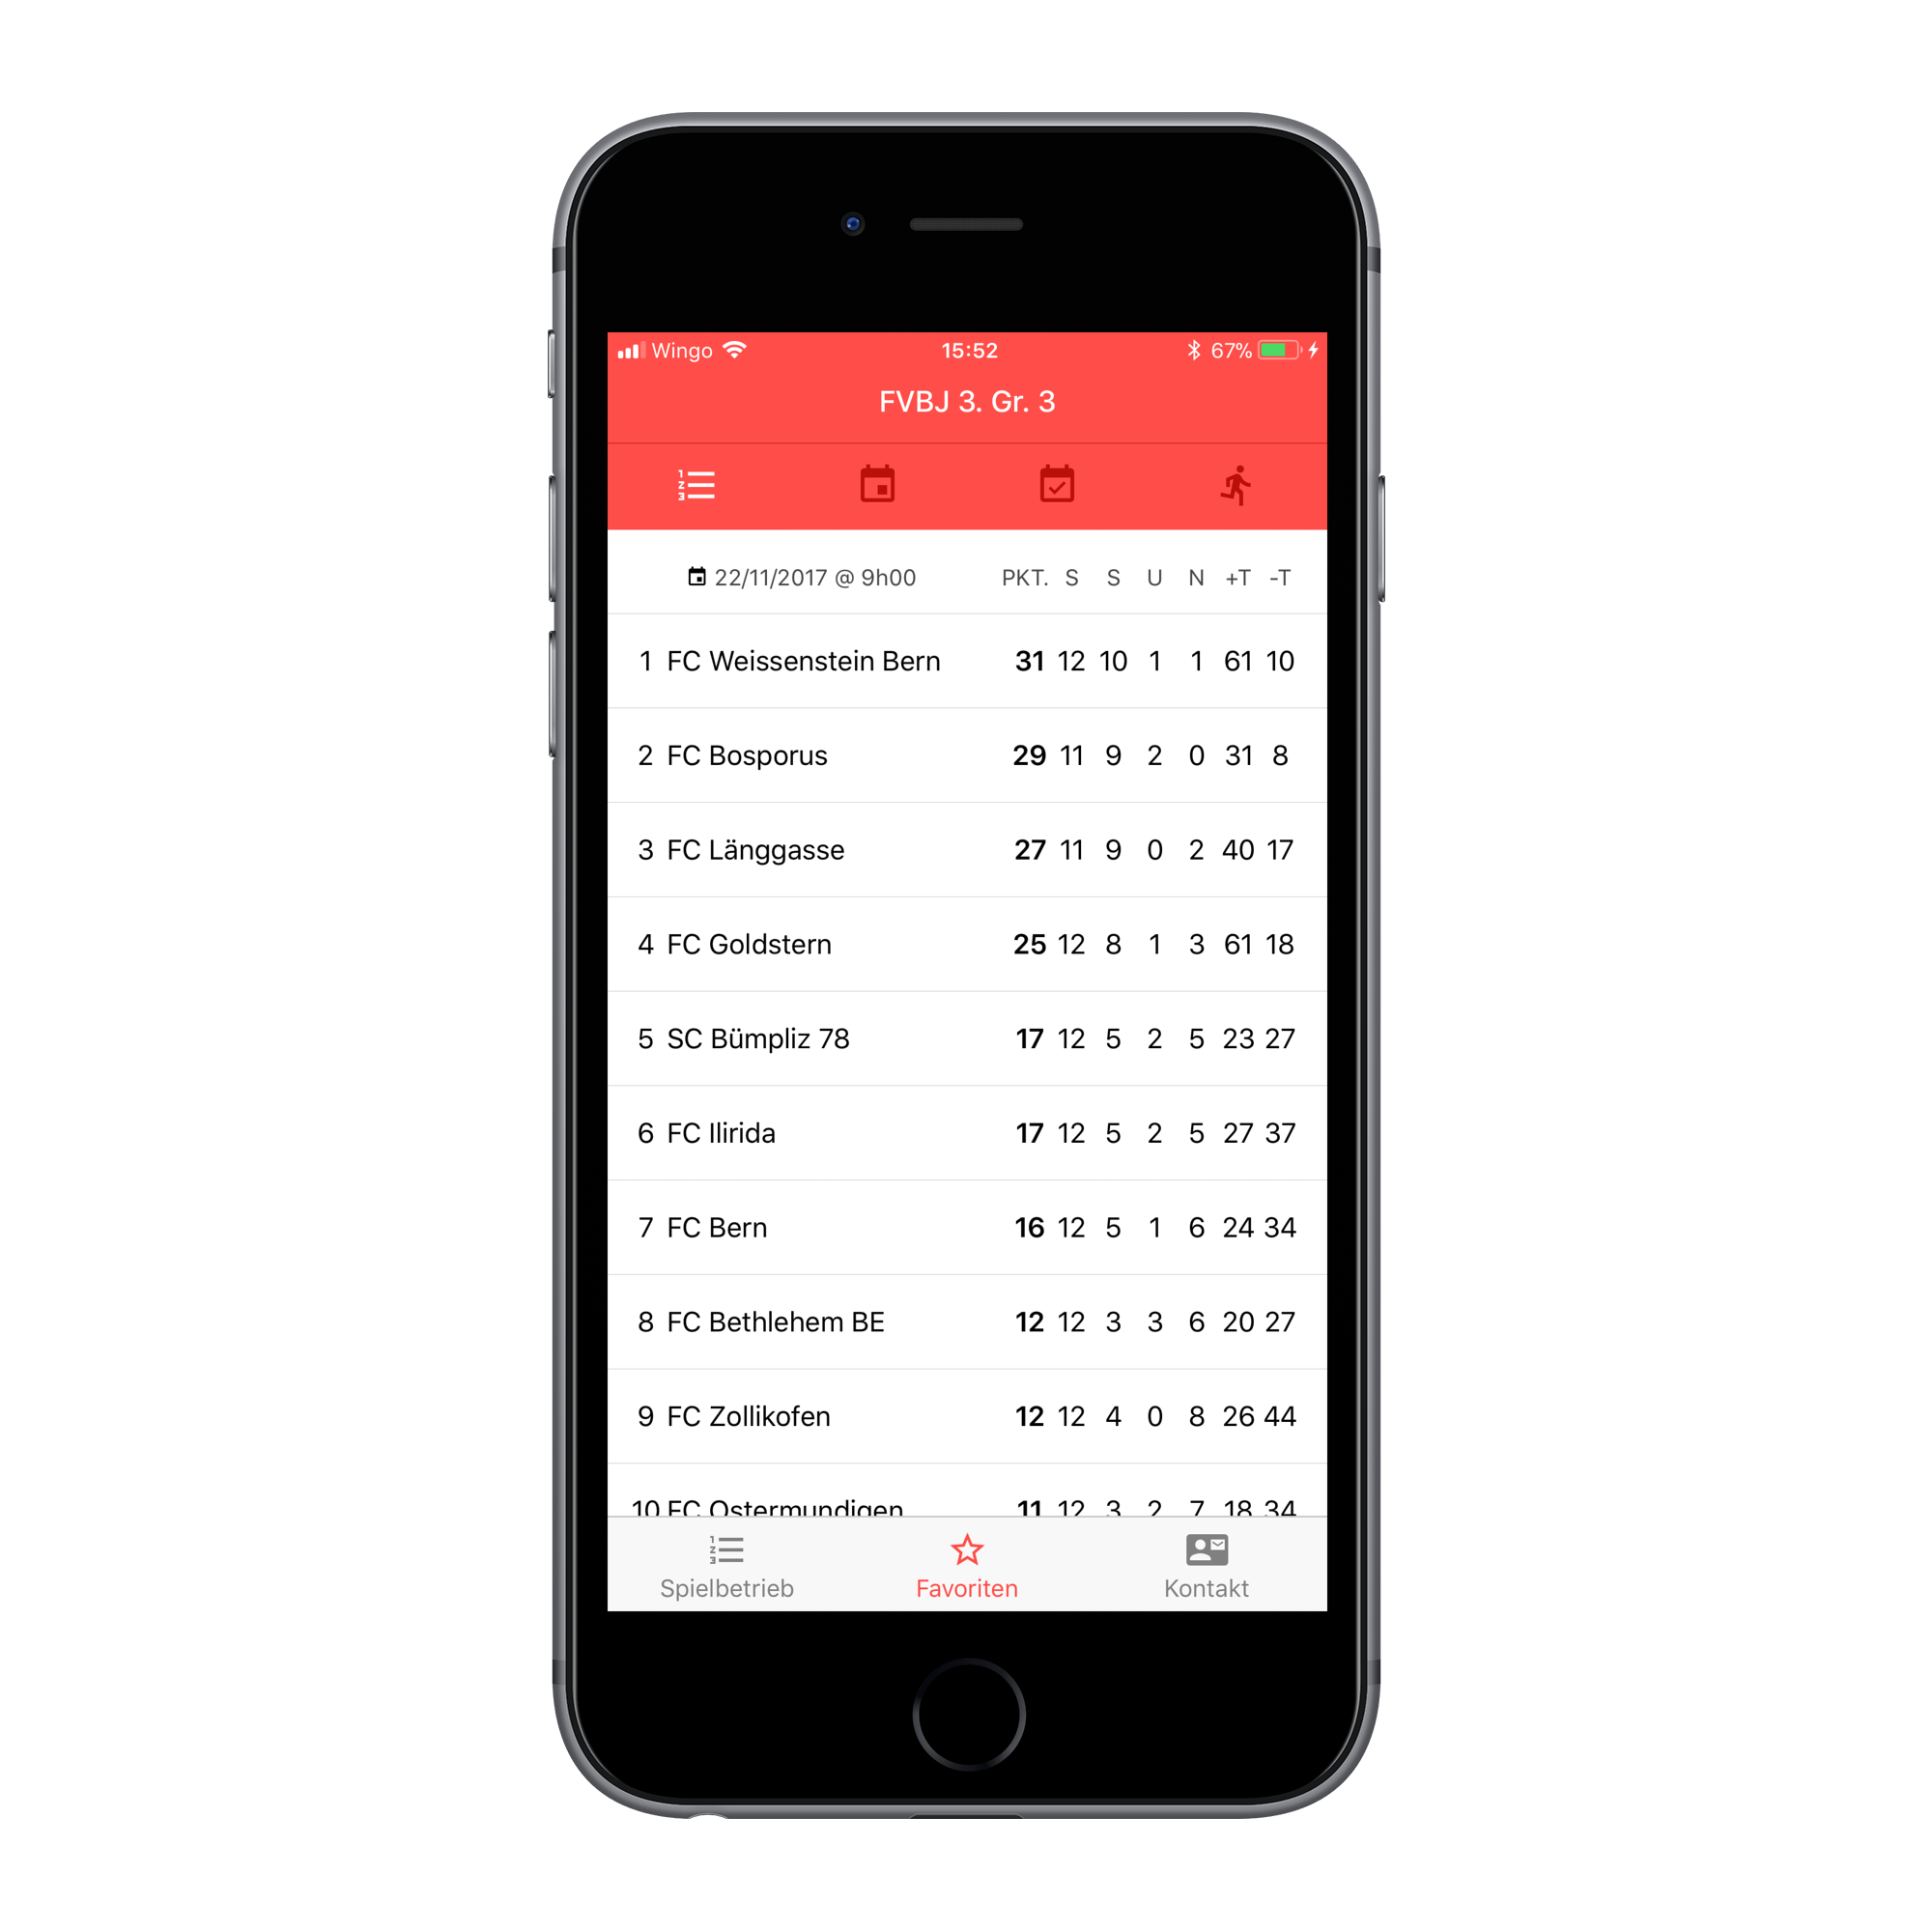 Wingo 15:52 67%
FVBJ 3. Gr. 3
22/11/2017 @ 9h00 PKT. S S U N +T -T
1 FC Weissenstein Bern 31 12 10 1 1 61 10
2 FC Bosporus 29 11 9 2 0 31 8
3 FC Länggasse 27 11 9 0 2 40 17
4 FC Goldstern 25 12 8 1 3 61 18
5 SC Bümpliz 78 17 12 5 2 5 23 27
6 FC Ilirida 17 12 5 2 5 27 37
7 FC Bern 16 12 5 1 6 24 34
8 FC Bethlehem BE 12 12 3 3 6 20 27
9 FC Zollikofen 12 12 4 0 8 26 44
10 FC Ostermundigen 11 12 3 2 7 18 34
Spielbetrieb Favoriten Kontakt